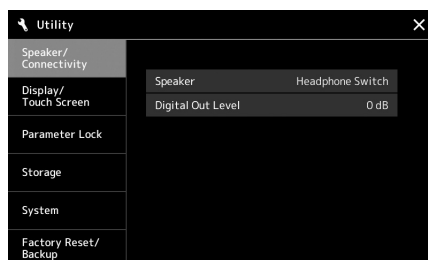 Utility
Speaker/
Connectivity
Display/
Touch Screen
Parameter Lock
Storage
System
Factory Reset/
Backup
Speaker Headphone Switch
Digital Out Level 0 dB